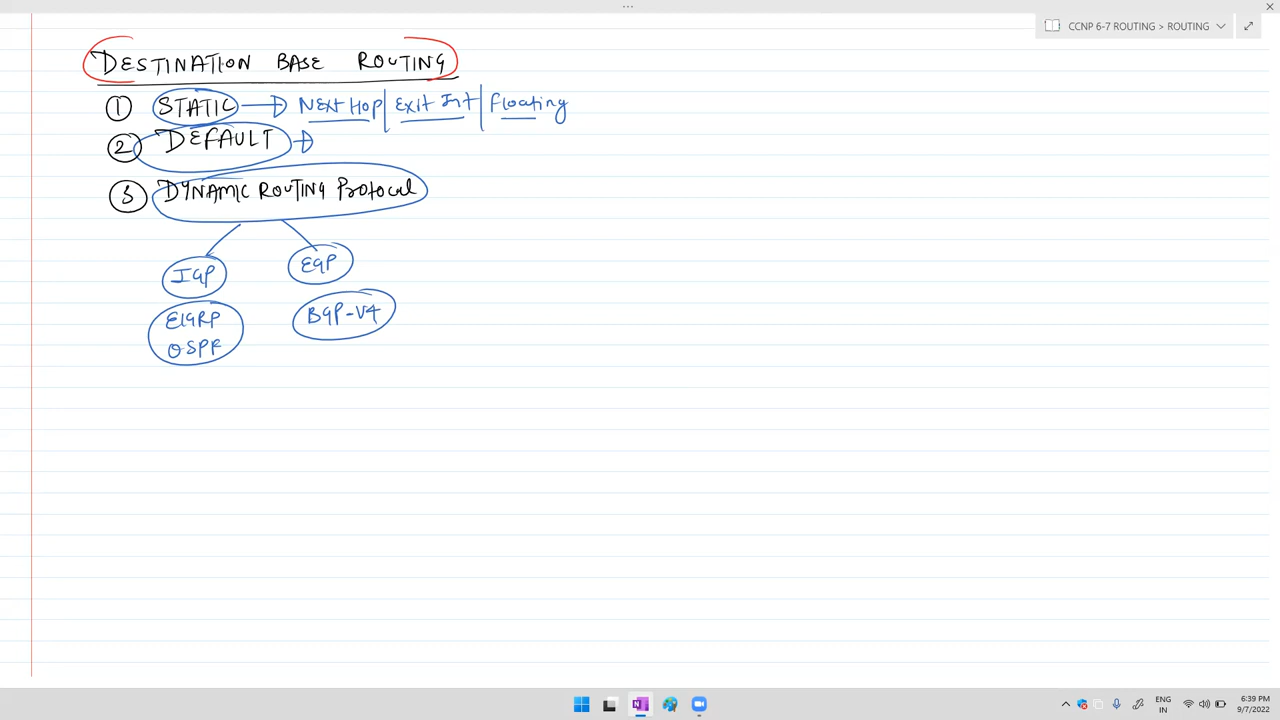 CCNP 6-7 ROUTING > ROUTING
DESTINATION BASE ROUTING
1 STATIC → NEXT HOP | Exit Int | Floating
2 DEFAULT →
3 DYNAMIC ROUTING Protocol
IGP EGP
EIGRP BGP-V4
OSPF
ENG
IN
6:39 PM
9/7/2022